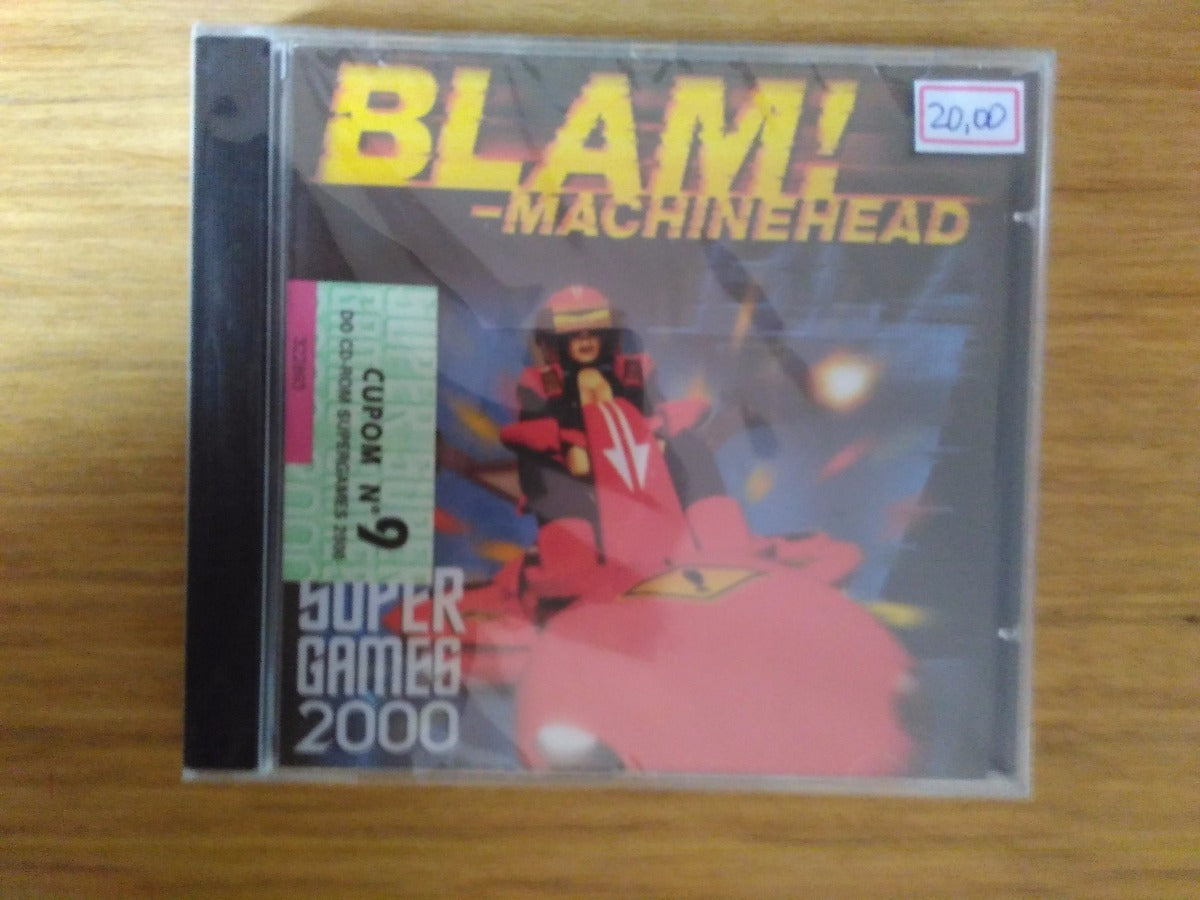 BLAM!
-MACHINEHEAD
20,00
CUPOM Nº 9
DO CD-ROM SUPERGAMES 2000
SUPER
GAMES
2000